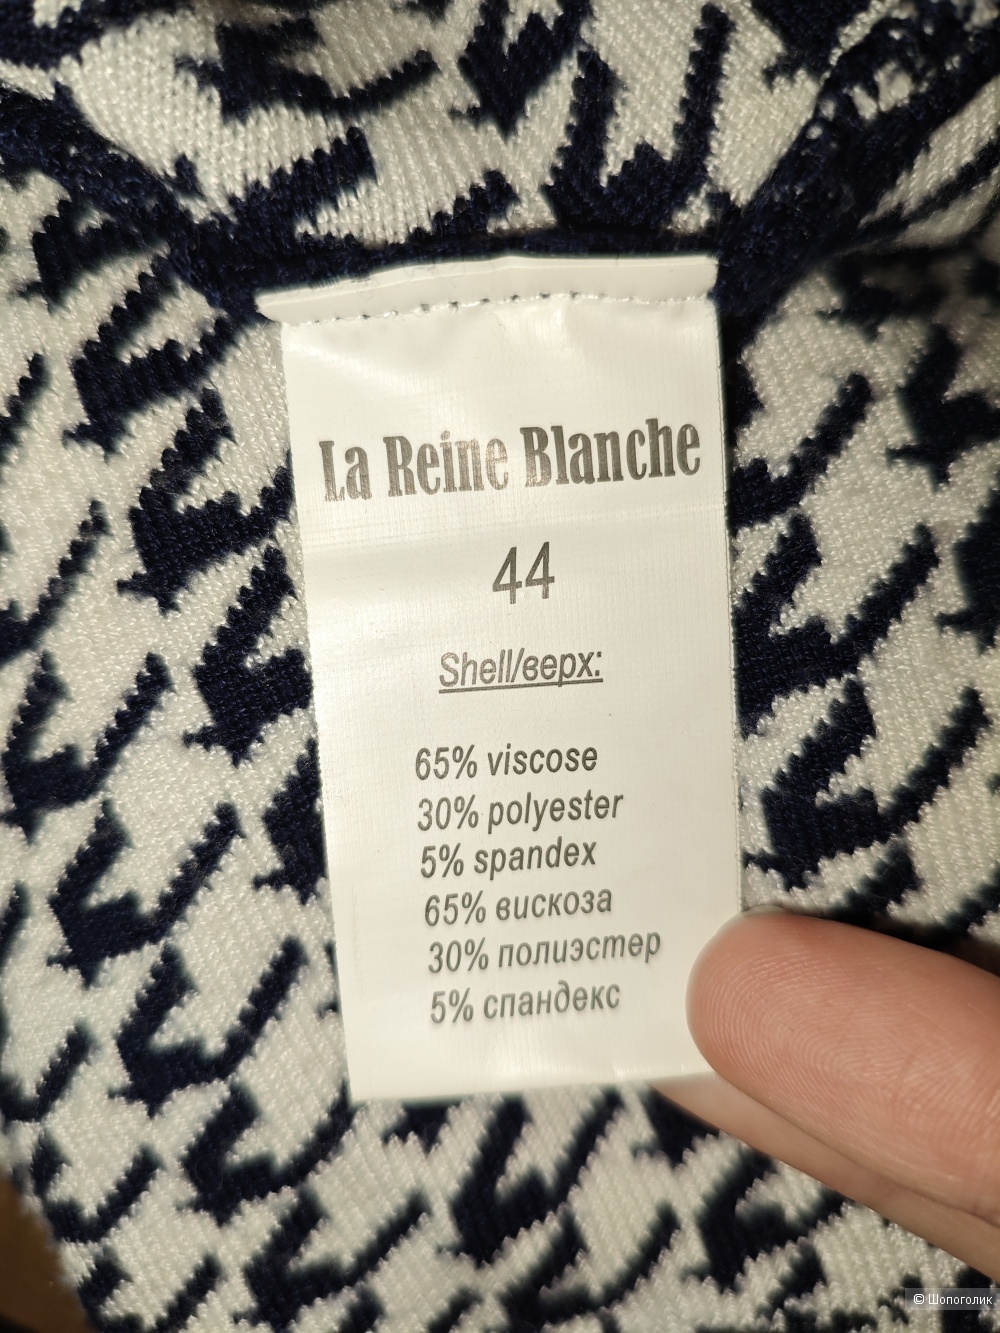 La Reine Blanche
44
Shell/верх:
65% viscose
30% polyester
5% spandex
65% вискоза
30% полиэстер
5% спандекс
© Шопоголик